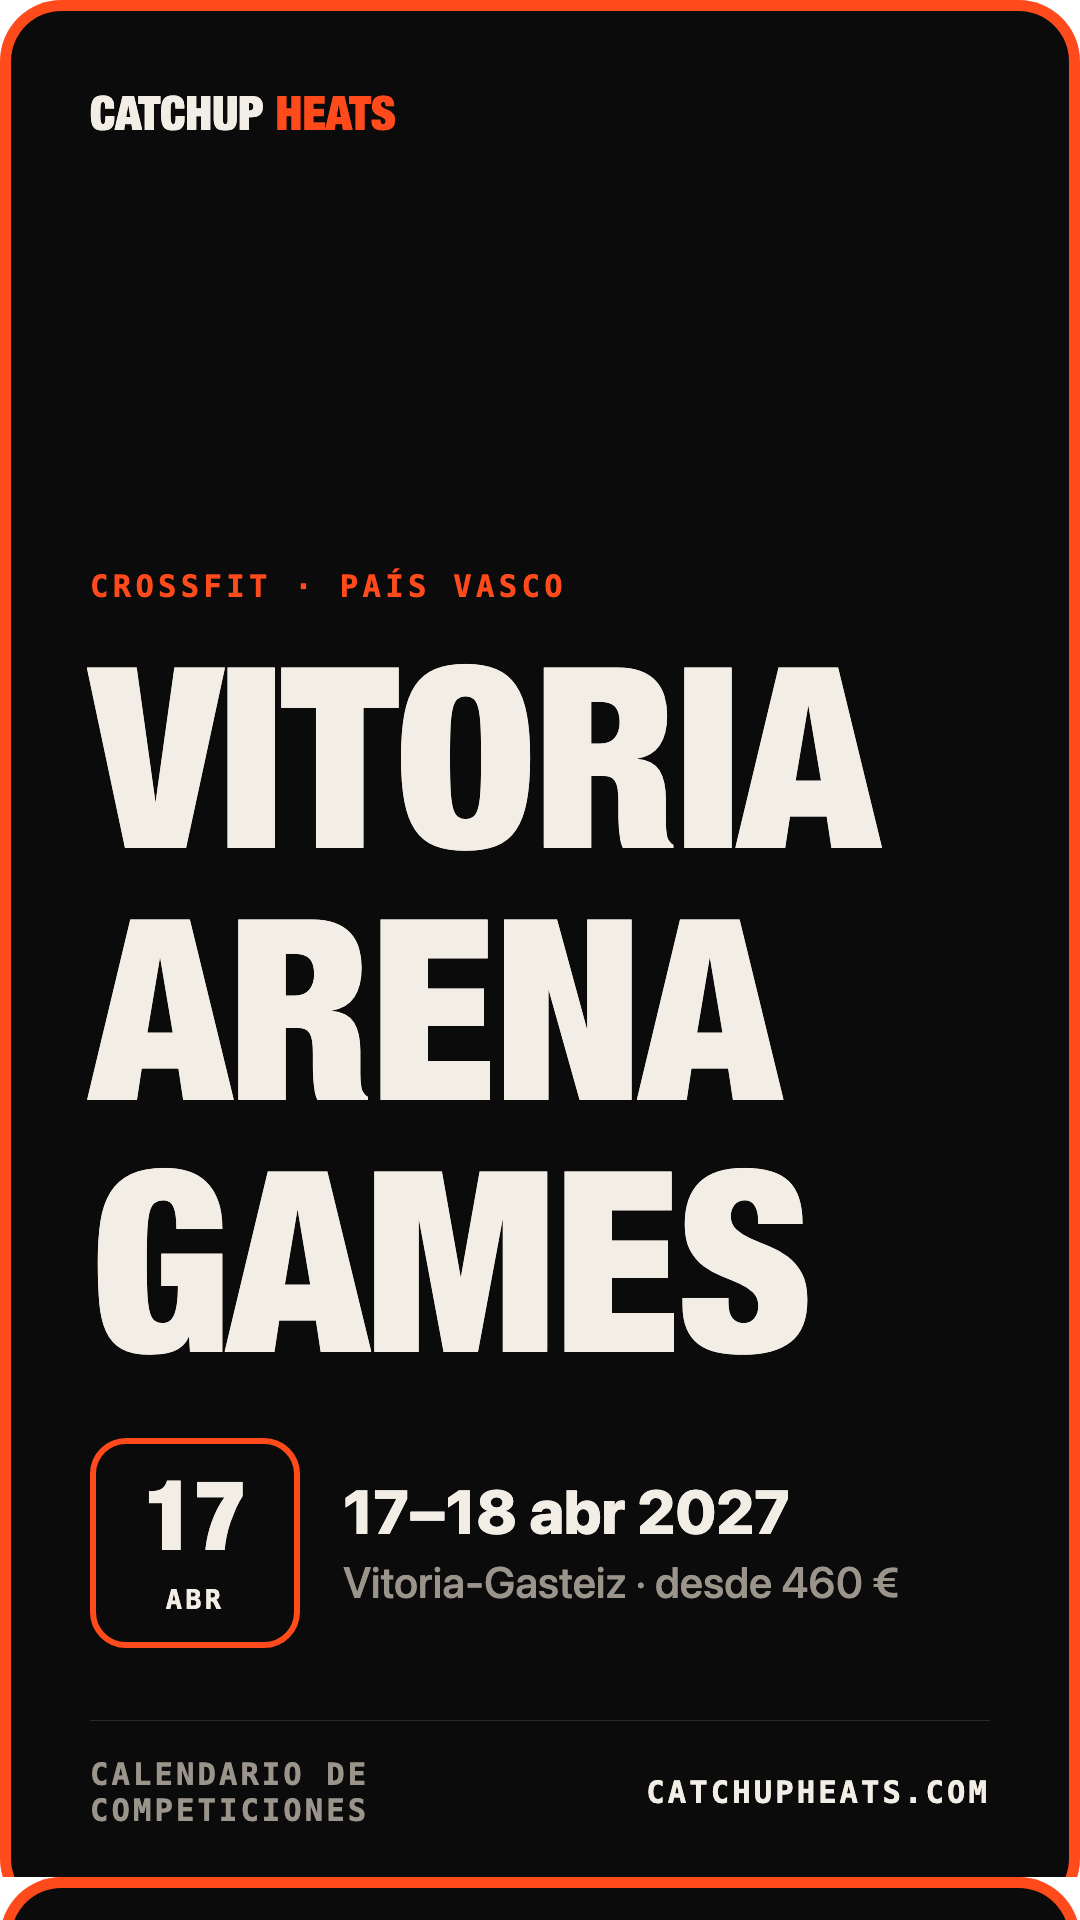 CATCHUP HEATS
CROSSFIT · PAÍS VASCO
VITORIA
ARENA
GAMES
17
ABR
17–18 abr 2027
Vitoria-Gasteiz · desde 460 €
CALENDARIO DE
COMPETICIONES
CATCHUPHEATS.COM